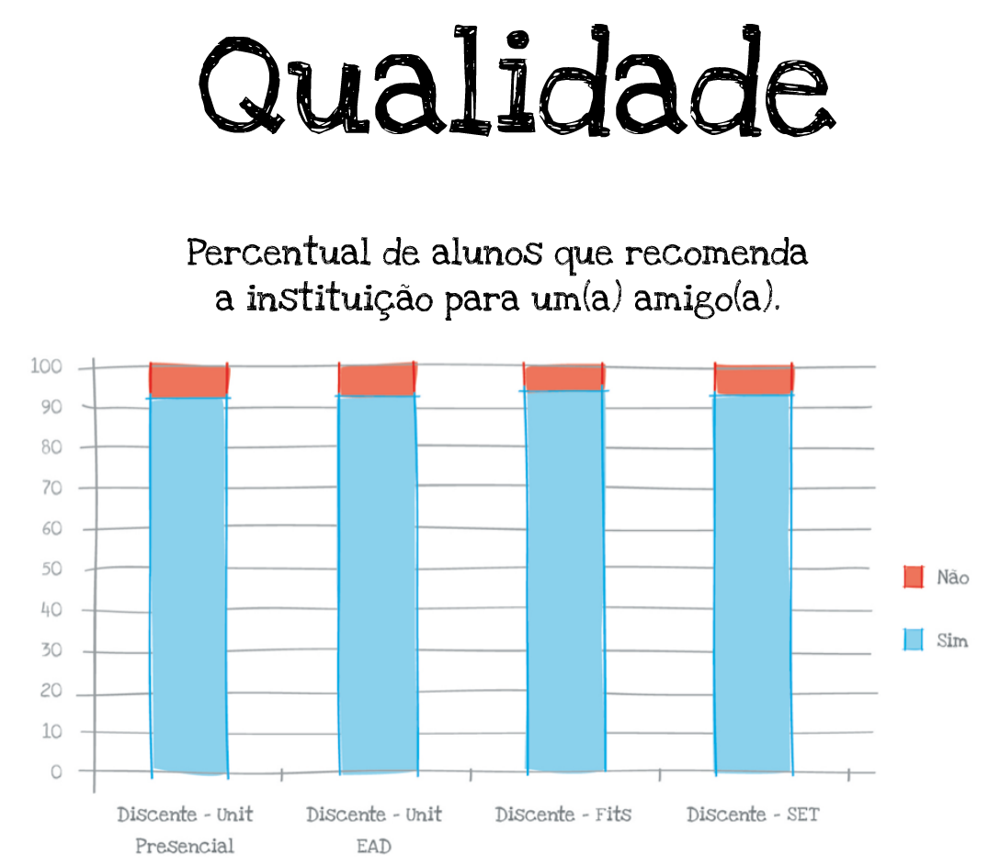 Qualidade
Percentual de alunos que recomenda
a instituição para um(a) amigo(a).
100
90
80
70
60
50
40
30
20
10
0
Não
Sim
Discente - Unit
Presencial
Discente - Unit
EAD
Discente - Fits
Discente - SET